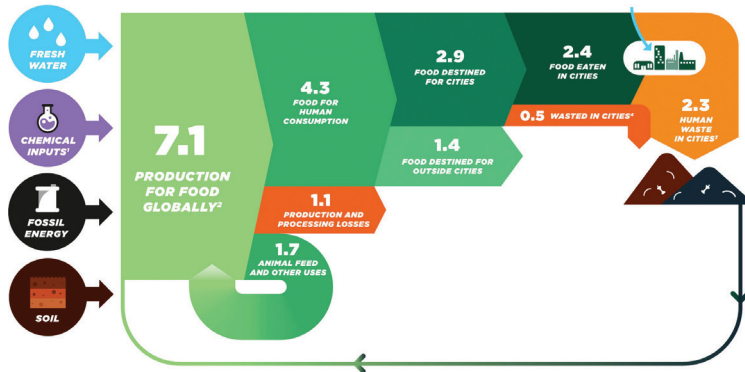 FRESH
WATER
CHEMICAL
INPUTS¹
FOSSIL
ENERGY
SOIL
7.1
PRODUCTION
FOR FOOD
GLOBALLY²
4.3
FOOD FOR
HUMAN
CONSUMPTION
1.1
PRODUCTION AND
PROCESSING LOSSES
1.7
ANIMAL FEED
AND OTHER USES
2.9
FOOD DESTINED
FOR CITIES
1.4
FOOD DESTINED FOR
OUTSIDE CITIES
2.4
FOOD EATEN
IN CITIES
0.5 WASTED IN CITIES⁴
2.3
HUMAN
WASTE
IN CITIES³